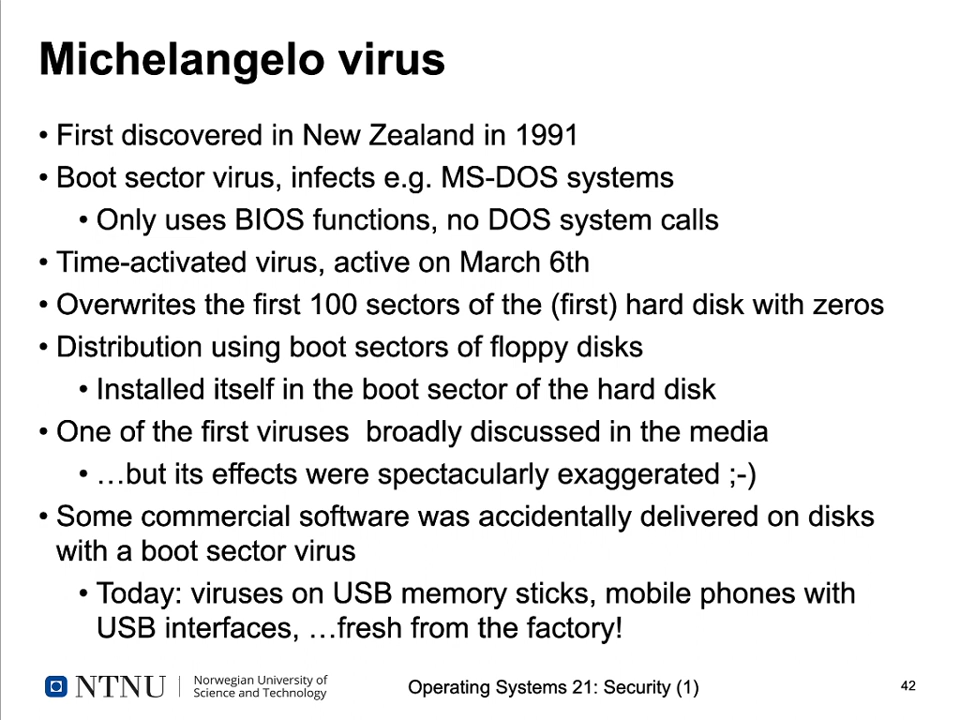 Michelangelo virus
• First discovered in New Zealand in 1991
• Boot sector virus, infects e.g. MS-DOS systems
• Only uses BIOS functions, no DOS system calls
• Time-activated virus, active on March 6th
• Overwrites the first 100 sectors of the (first) hard disk with zeros
• Distribution using boot sectors of floppy disks
• Installed itself in the boot sector of the hard disk
• One of the first viruses  broadly discussed in the media
• …but its effects were spectacularly exaggerated ;-)
• Some commercial software was accidentally delivered on disks
with a boot sector virus
• Today: viruses on USB memory sticks, mobile phones with
USB interfaces, …fresh from the factory!
NTNU
Norwegian University of
Science and Technology
Operating Systems 21: Security (1)
42